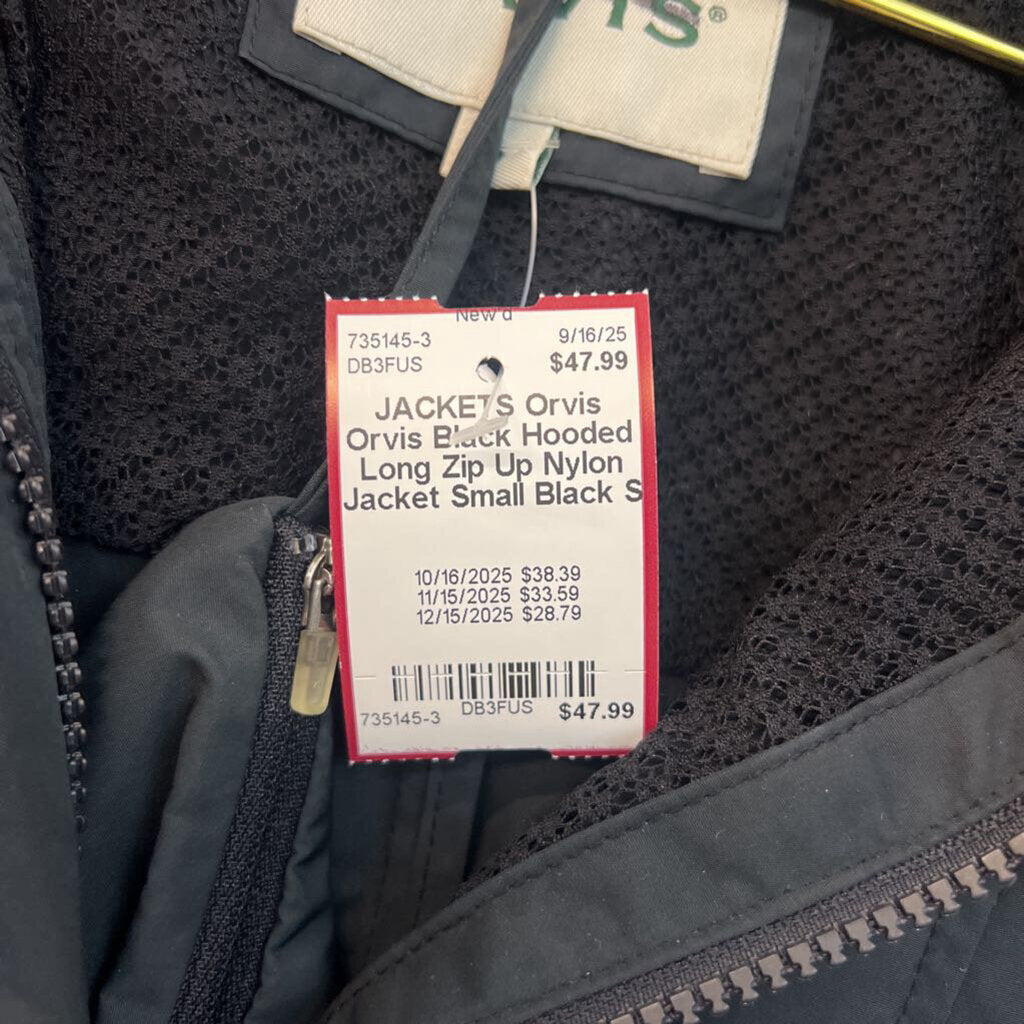 New'd
735145-3 9/16/25
DB3FUS $47.99
JACKETS Orvis
Orvis Black Hooded
Long Zip Up Nylon
Jacket Small Black S
10/16/2025 $38.39
11/15/2025 $33.59
12/15/2025 $28.79
735145-3 DB3FUS $47.99